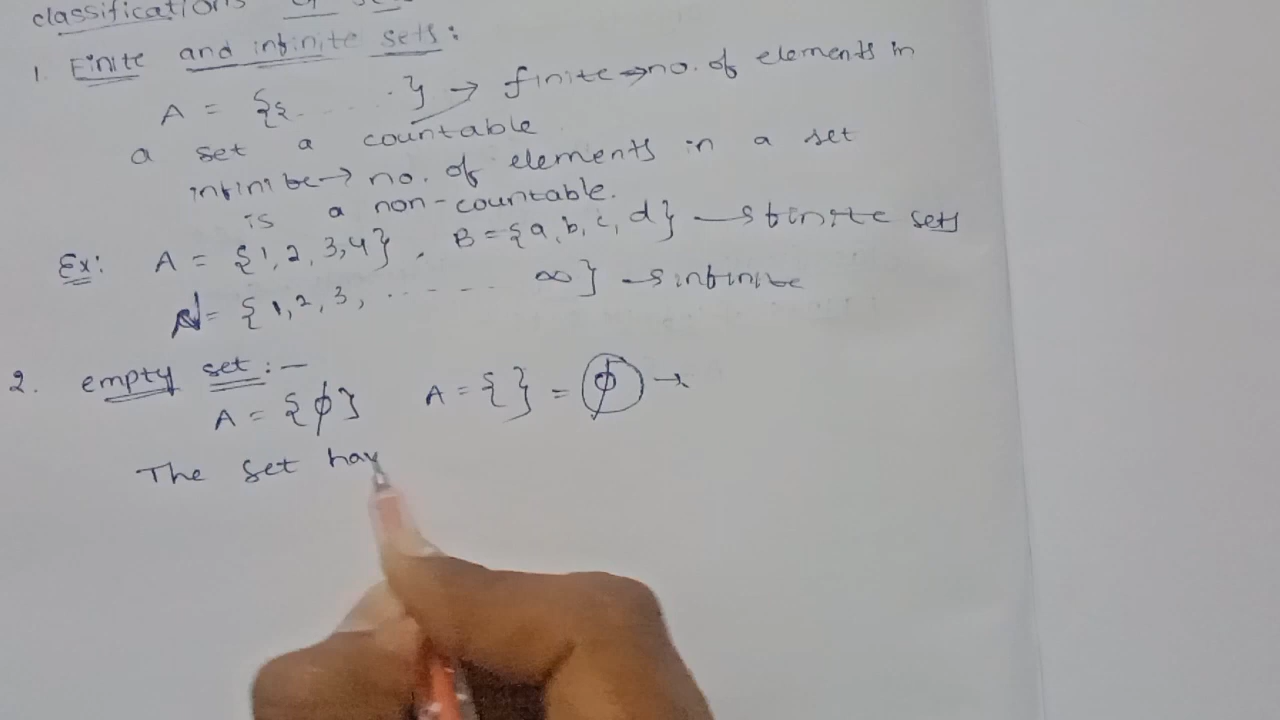 classifications of sets
1. Finite and infinite sets:
A = {ξ.......} → finite → no. of elements in
a set a countable
infinite → no. of elements in a set
is a non-countable.
Ex: A = {1, 2, 3, 4} , B = {a, b, c, d} → finite sets
N = {1, 2, 3, ........ ∞} → infinite
2. empty set :-
A = {ϕ} A = { } = ϕ →
The set hav